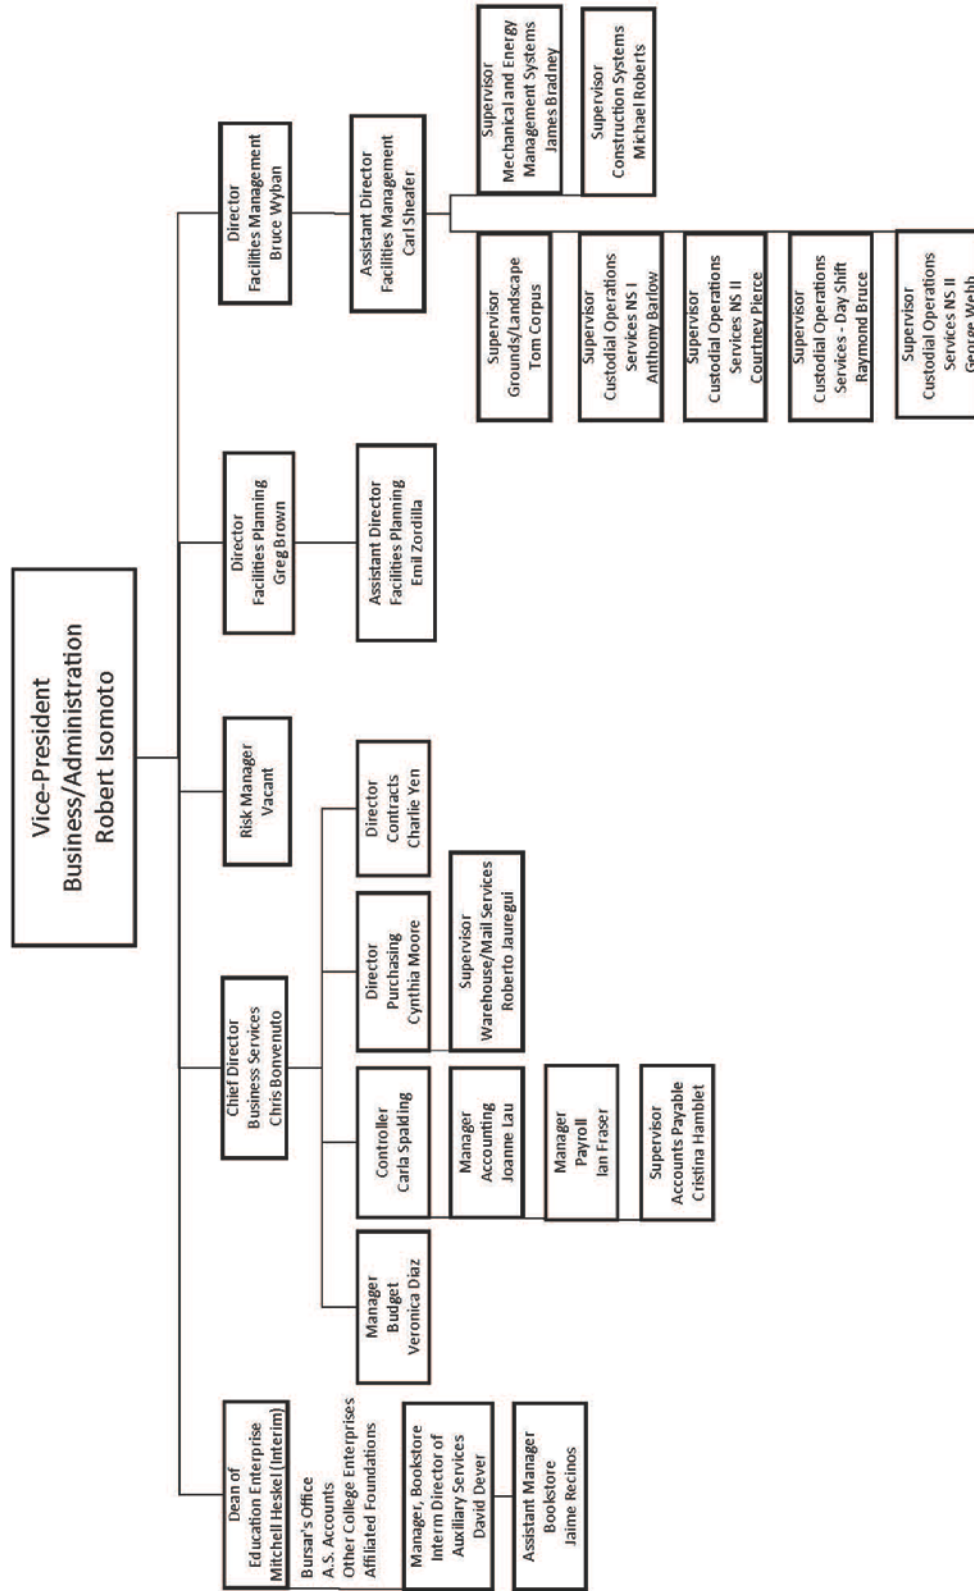 Vice-President
Business/Administration
Robert Isomoto
Dean of
Education Enterprise
Mitchell Heskel (Interim)
Bursar's Office
A.S. Accounts
Other College Enterprises
Affiliated Foundations
Manager, Bookstore
Interm Director of
Auxiliary Services
David Dever
Assistant Manager
Bookstore
Jaime Recinos
Chief Director
Business Services
Chris Bonvenuto
Manager
Budget
Veronica Diaz
Controller
Carla Spalding
Manager
Accounting
Joanne Lau
Manager
Payroll
Ian Fraser
Supervisor
Accounts Payable
Cristina Hamblet
Director
Purchasing
Cynthia Moore
Supervisor
Warehouse/Mail Services
Roberto Jauregui
Director
Contracts
Charlie Yen
Risk Manager
Vacant
Director
Facilities Planning
Greg Brown
Assistant Director
Facilities Planning
Emil Zordilla
Director
Facilities Management
Bruce Wyban
Assistant Director
Facilities Management
Carl Sheafer
Supervisor
Grounds/Landscape
Tom Corpus
Supervisor
Custodial Operations
Services NS I
Anthony Barlow
Supervisor
Custodial Operations
Services NS II
Courtney Pierce
Supervisor
Custodial Operations
Services - Day Shift
Raymond Bruce
Supervisor
Custodial Operations
Services NS II
George Webb
Supervisor
Mechanical and Energy
Management Systems
James Bradney
Supervisor
Construction Systems
Michael Roberts